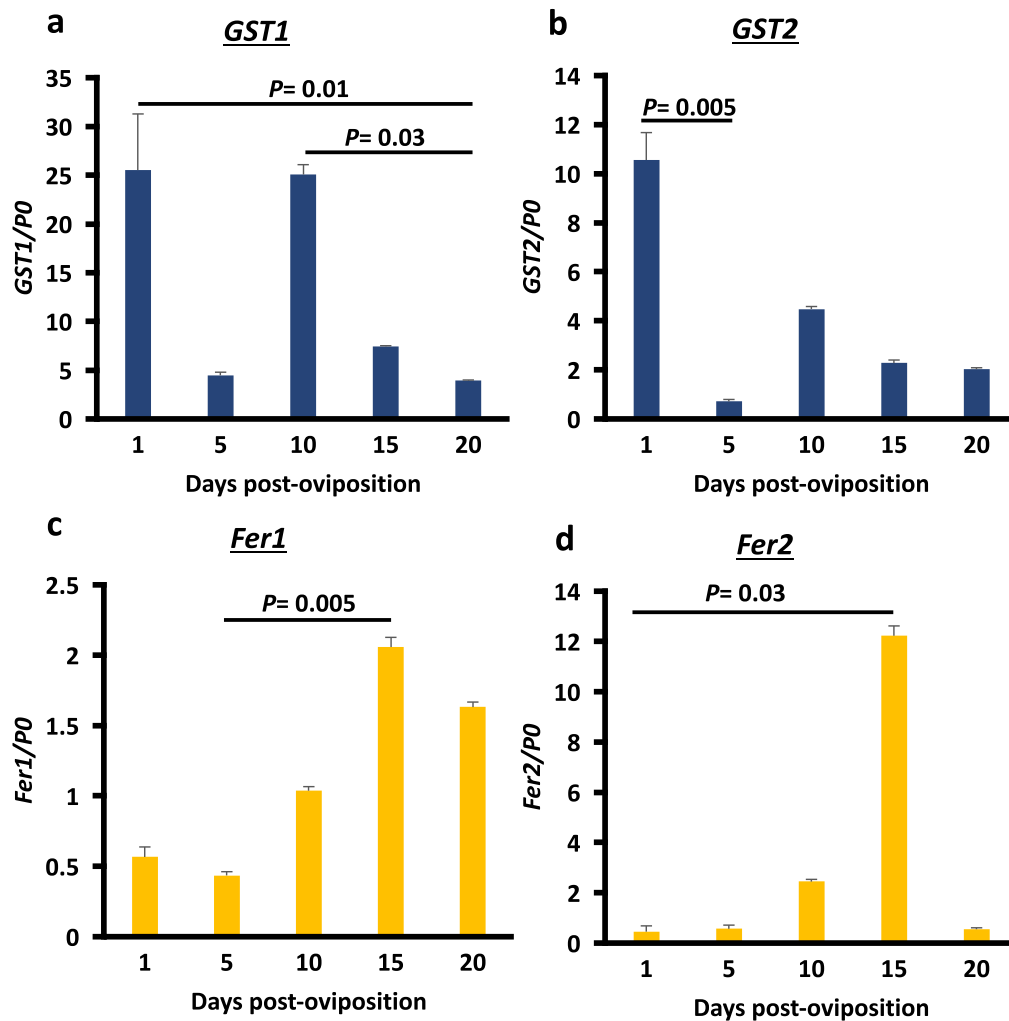 a
GST1
P= 0.01
P= 0.03
GST1/P0
35
30
25
20
15
10
5
0
1 5 10 15 20
Days post-oviposition
b
GST2
P= 0.005
GST2/P0
14
12
10
8
6
4
2
0
1 5 10 15 20
Days post-oviposition
c
Fer1
P= 0.005
Fer1/P0
2.5
2
1.5
1
0.5
0
1 5 10 15 20
Days post-oviposition
d
Fer2
P= 0.03
Fer2/P0
14
12
10
8
6
4
2
0
1 5 10 15 20
Days post-oviposition